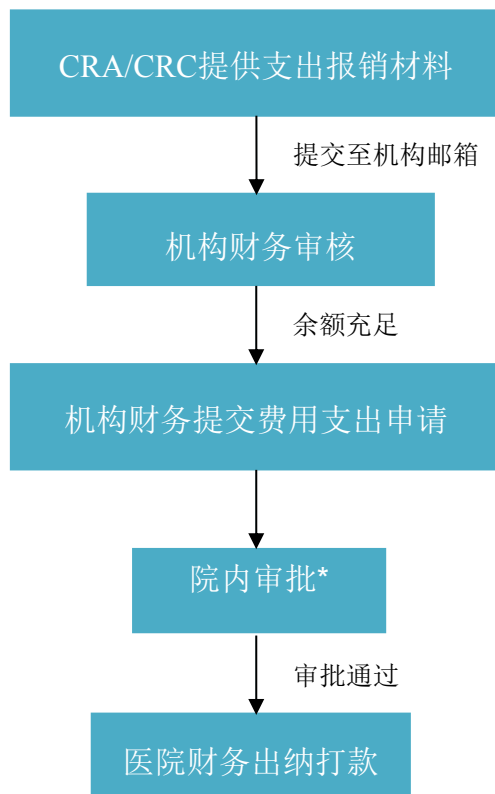 CRA/CRC提供支出报销材料
提交至机构邮箱
机构财务审核
余额充足
机构财务提交费用支出申请
院内审批*
审批通过
医院财务出纳打款